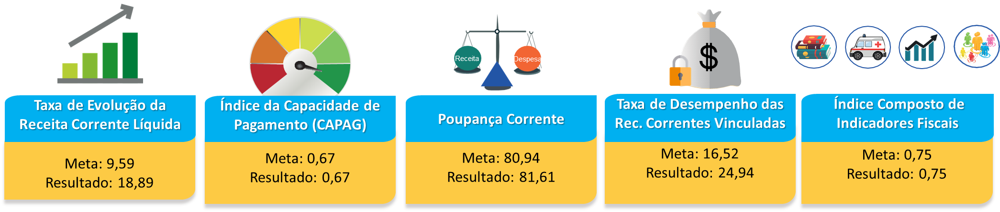 Receita
Despesa
$
Taxa de Evolução da
Receita Corrente Líquida
Meta: 9,59
Resultado: 18,89
Índice da Capacidade de
Pagamento (CAPAG)
Meta: 0,67
Resultado: 0,67
Poupança Corrente
Meta: 80,94
Resultado: 81,61
Taxa de Desempenho das
Rec. Correntes Vinculadas
Meta: 16,52
Resultado: 24,94
Índice Composto de
Indicadores Fiscais
Meta: 0,75
Resultado: 0,75